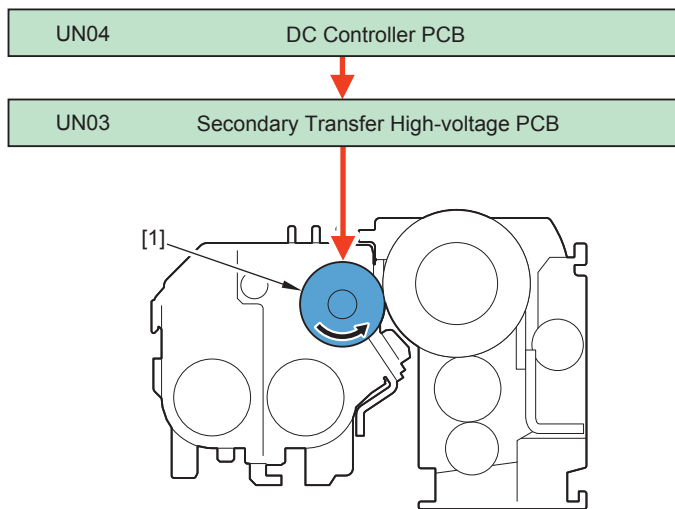 UN04 DC Controller PCB
UN03 Secondary Transfer High-voltage PCB
[1]